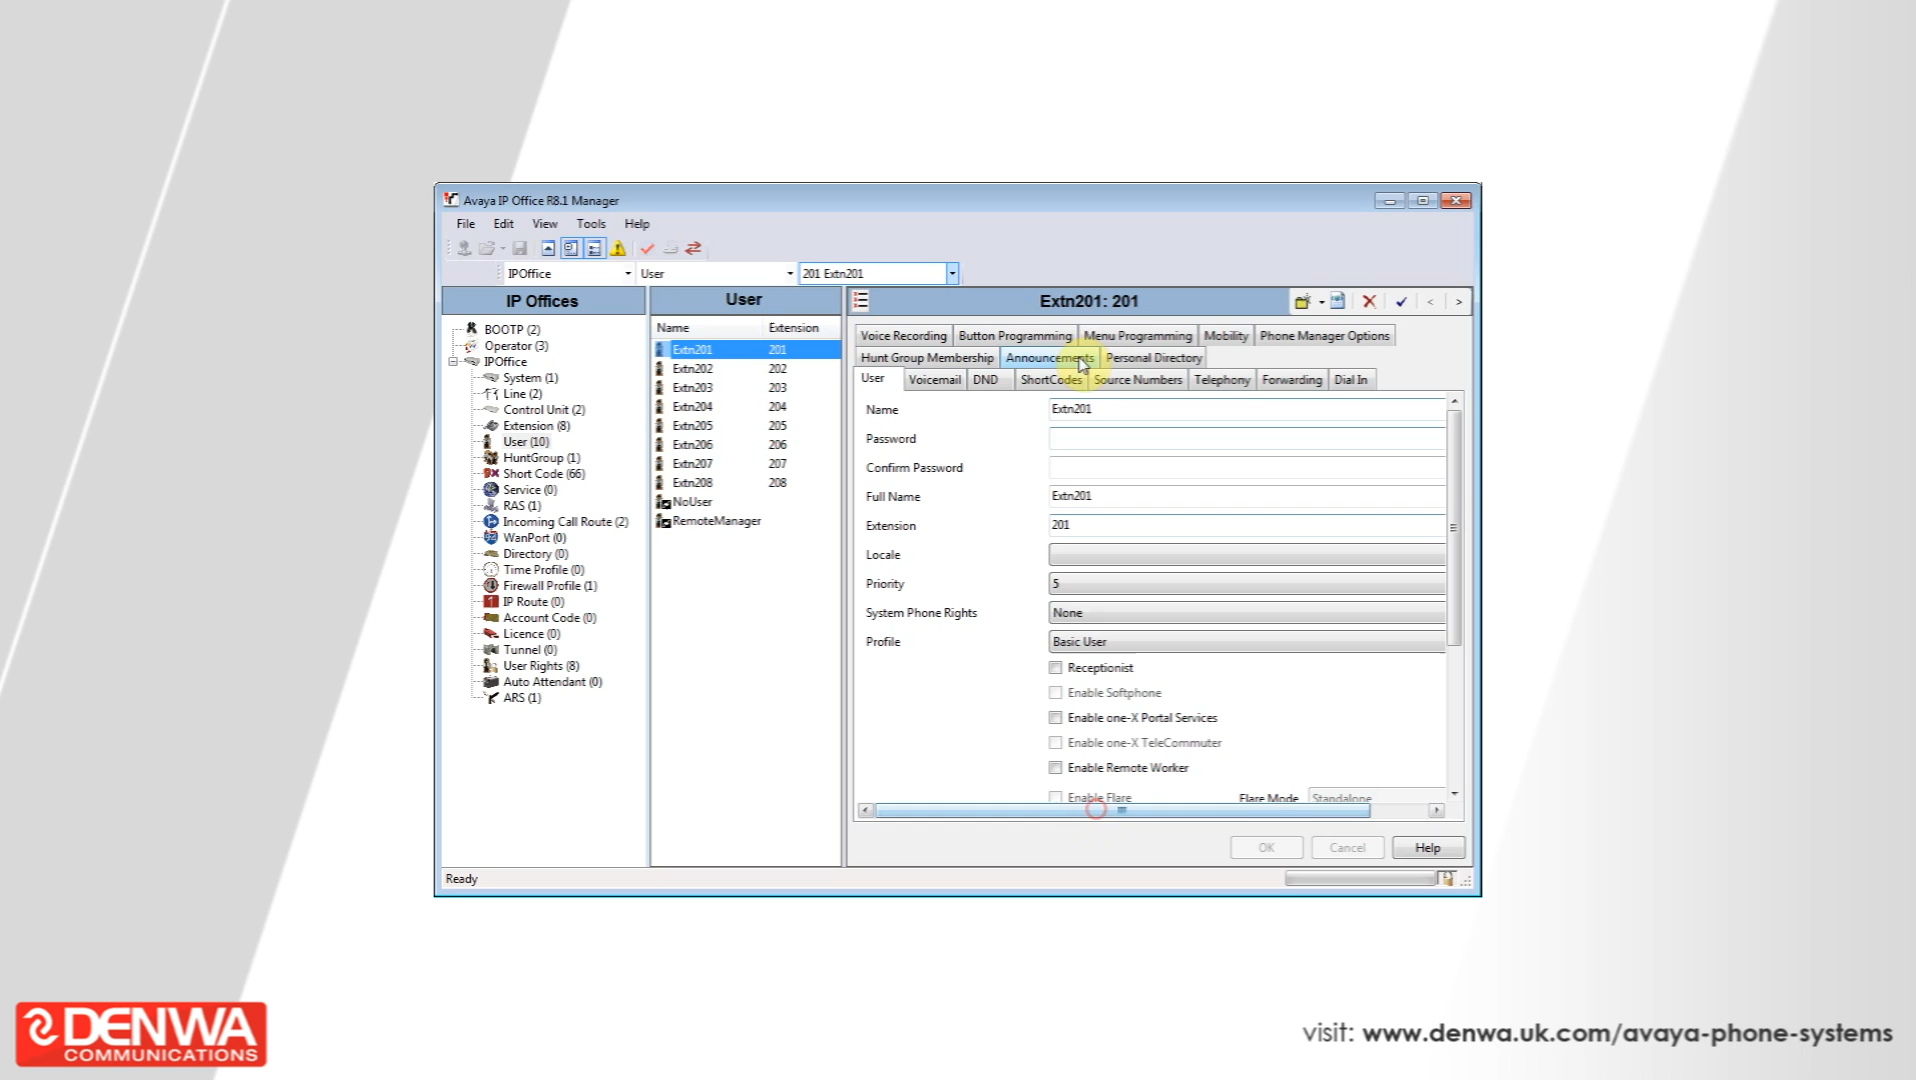 Avaya IP Office R8.1 Manager
File Edit View Tools Help
IPOffice User 201 Extn201
IP Offices
BOOTP (2)
Operator (3)
IPOffice
System (1)
Line (2)
Control Unit (2)
Extension (8)
User (10)
HuntGroup (1)
Short Code (66)
Service (0)
RAS (1)
Incoming Call Route (2)
WanPort (0)
Directory (0)
Time Profile (0)
Firewall Profile (1)
IP Route (0)
Account Code (0)
Licence (0)
Tunnel (0)
User Rights (8)
Auto Attendant (0)
ARS (1)
User
Name Extension
Extn201 201
Extn202 202
Extn203 203
Extn204 204
Extn205 205
Extn206 206
Extn207 207
Extn208 208
NoUser
RemoteManager
Extn201: 201
Voice Recording Button Programming Menu Programming Mobility Phone Manager Options
Hunt Group Membership Announcements Personal Directory
User Voicemail DND ShortCodes Source Numbers Telephony Forwarding Dial In
Name Extn201
Password
Confirm Password
Full Name Extn201
Extension 201
Locale
Priority 5
System Phone Rights None
Profile Basic User
Receptionist
Enable Softphone
Enable one-X Portal Services
Enable one-X TeleCommuter
Enable Remote Worker
Enable Flare Flare Mode Standalone
OK Cancel Help
Ready
DENWA
COMMUNICATIONS
visit: www.denwa.uk.com/avaya-phone-systems